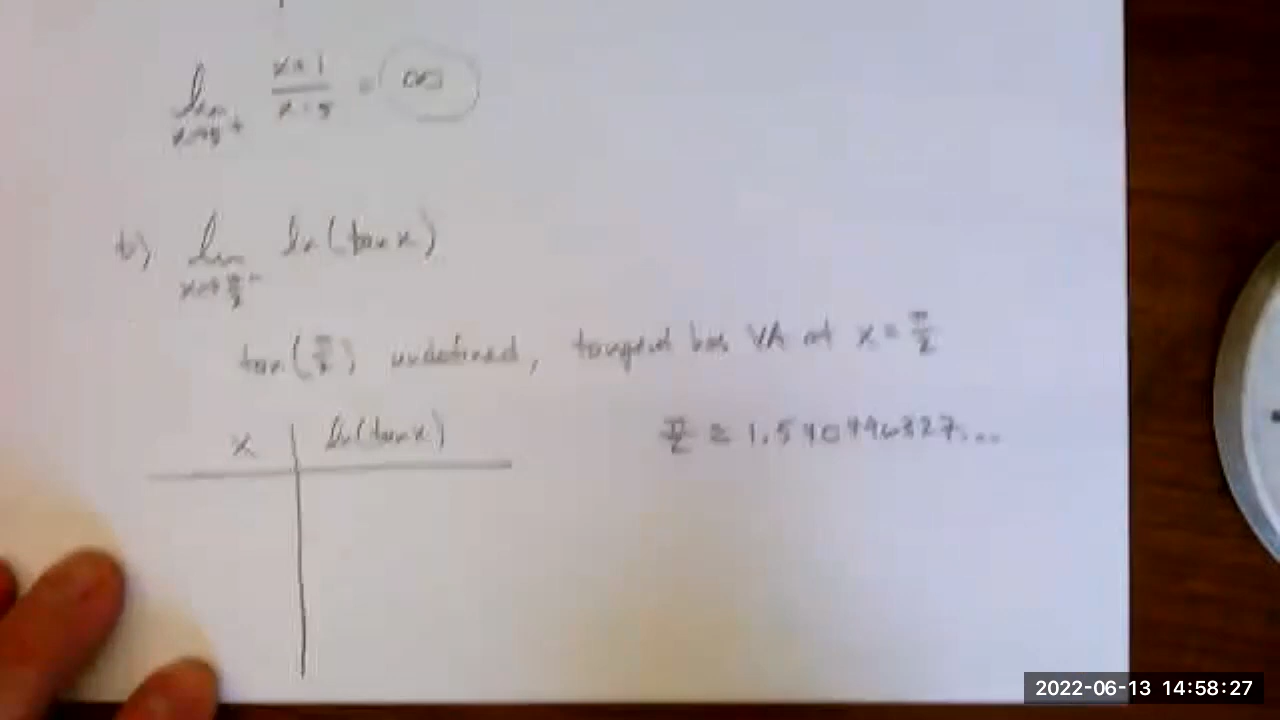 lim x→5⁺ x+1/x-5 = ∞
b) lim x→π/2⁻ ln(tan x)
tan(π/2) undefined, tangent has VA at x = π/2
x ln(tan x) π/2 ≅ 1.570796327...
2022-06-13 14:58:27